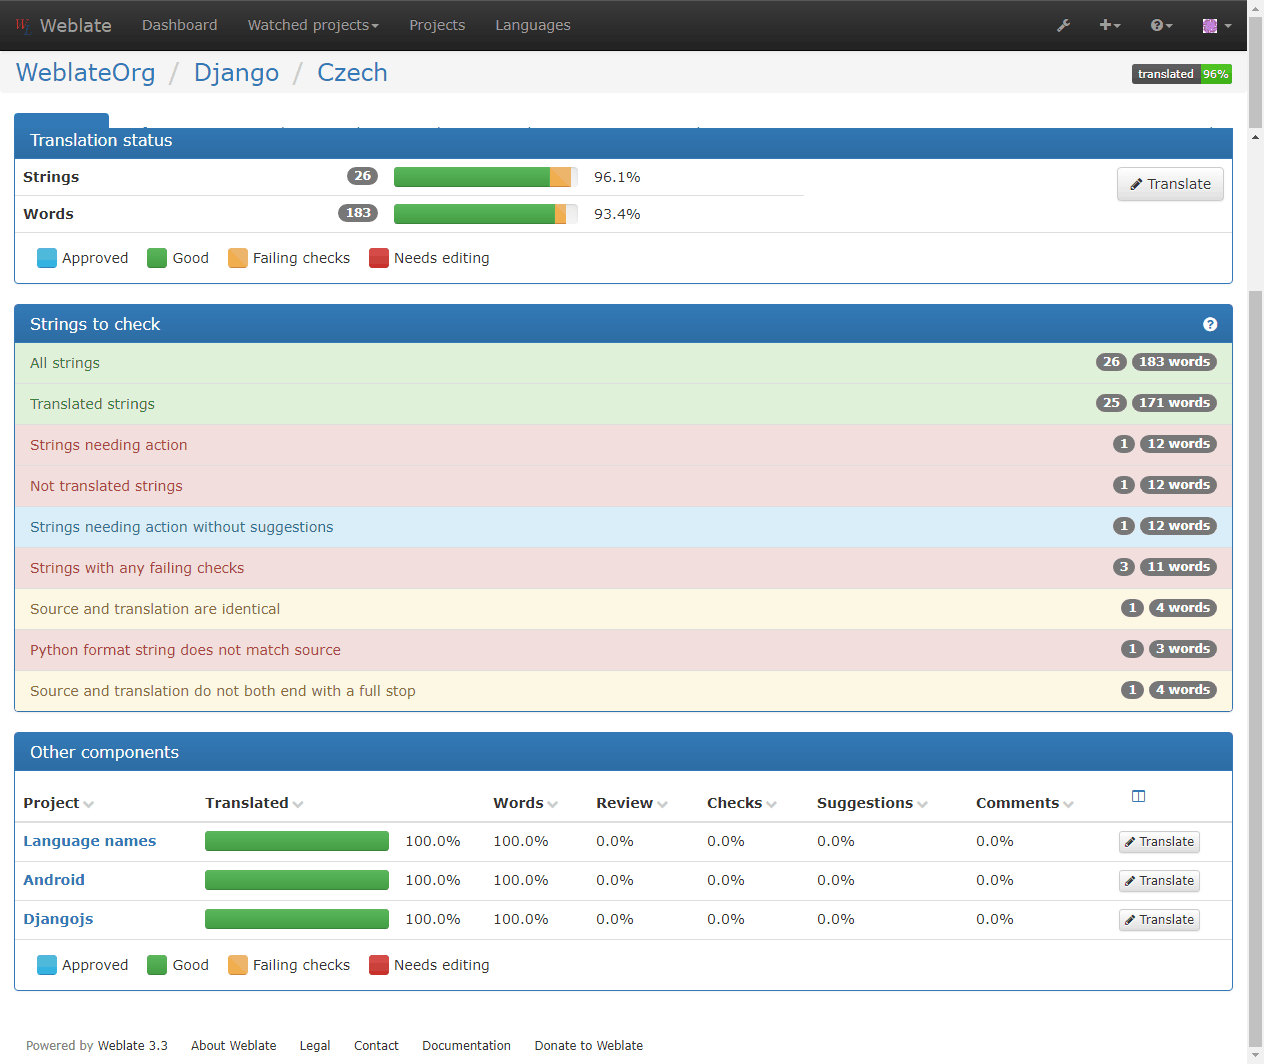 Weblate Dashboard Watched projects Projects Languages
WeblateOrg / Django / Czech translated 96%
Translation status
Strings 26 96.1% Translate
Words 183 93.4%
Approved Good Failing checks Needs editing
Strings to check
All strings 26 183 words
Translated strings 25 171 words
Strings needing action 1 12 words
Not translated strings 1 12 words
Strings needing action without suggestions 1 12 words
Strings with any failing checks 3 11 words
Source and translation are identical 1 4 words
Python format string does not match source 1 3 words
Source and translation do not both end with a full stop 1 4 words
Other components
Project Translated Words Review Checks Suggestions Comments
Language names 100.0% 100.0% 0.0% 0.0% 0.0% 0.0% Translate
Android 100.0% 100.0% 0.0% 0.0% 0.0% 0.0% Translate
Djangojs 100.0% 100.0% 0.0% 0.0% 0.0% 0.0% Translate
Approved Good Failing checks Needs editing
Powered by Weblate 3.3 About Weblate Legal Contact Documentation Donate to Weblate